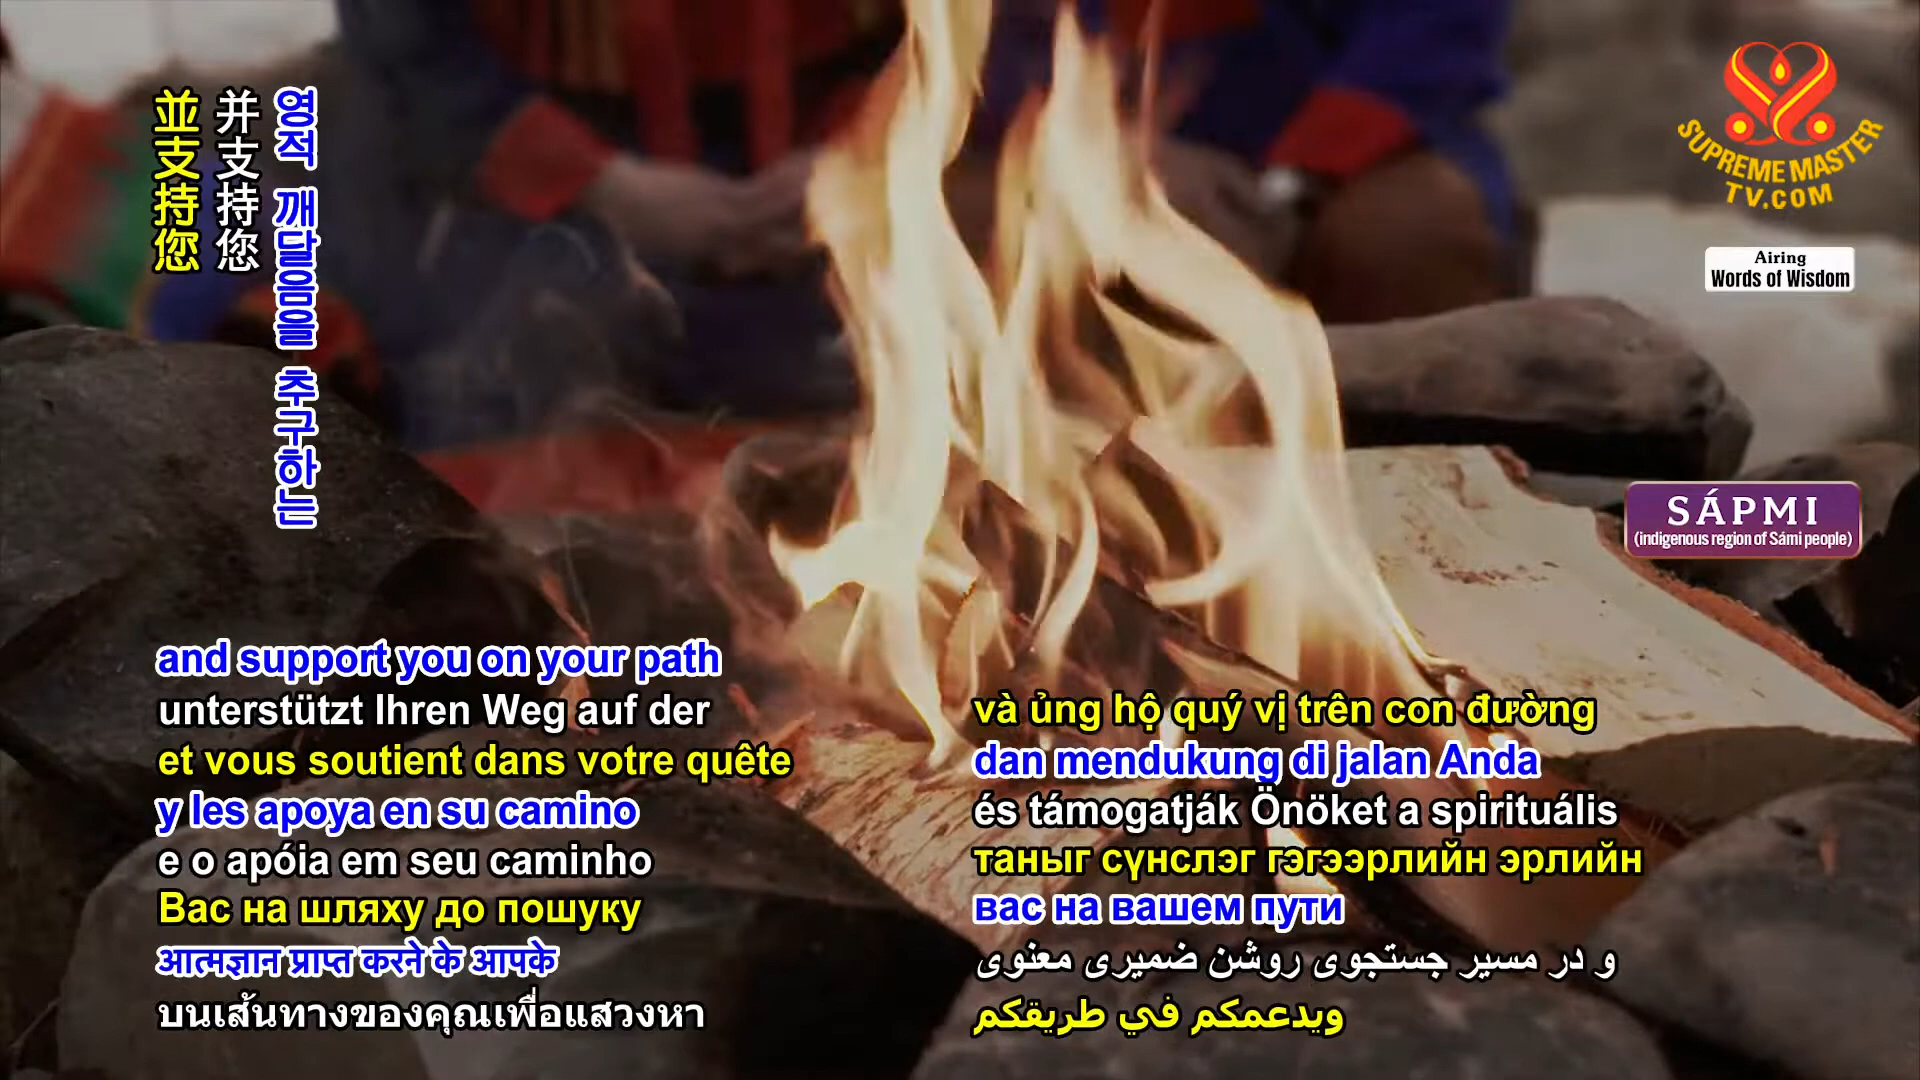 並支持您
并支持您
영적 깨달음을 추구하는
SUPREME MASTER
TV.COM
Airing
Words of Wisdom
SÁPMI
(indigenous region of Sámi people)
and support you on your path
unterstützt Ihren Weg auf der
et vous soutient dans votre quête
y les apoya en su camino
e o apóia em seu caminho
Вас на шляху до пошуку
आत्मज्ञान प्राप्त करने के आपके
บนเส้นทางของคุณเพื่อแสวงหา
và ủng hộ quý vị trên con đường
dan mendukung di jalan Anda
és támogatják Önöket a spirituális
таныг сүнслэг гэгээрлийн эрлийн
вас на вашем пути
و در مسیر جستجوی روشن ضمیری معنوی
ويدعمكم في طريقكم